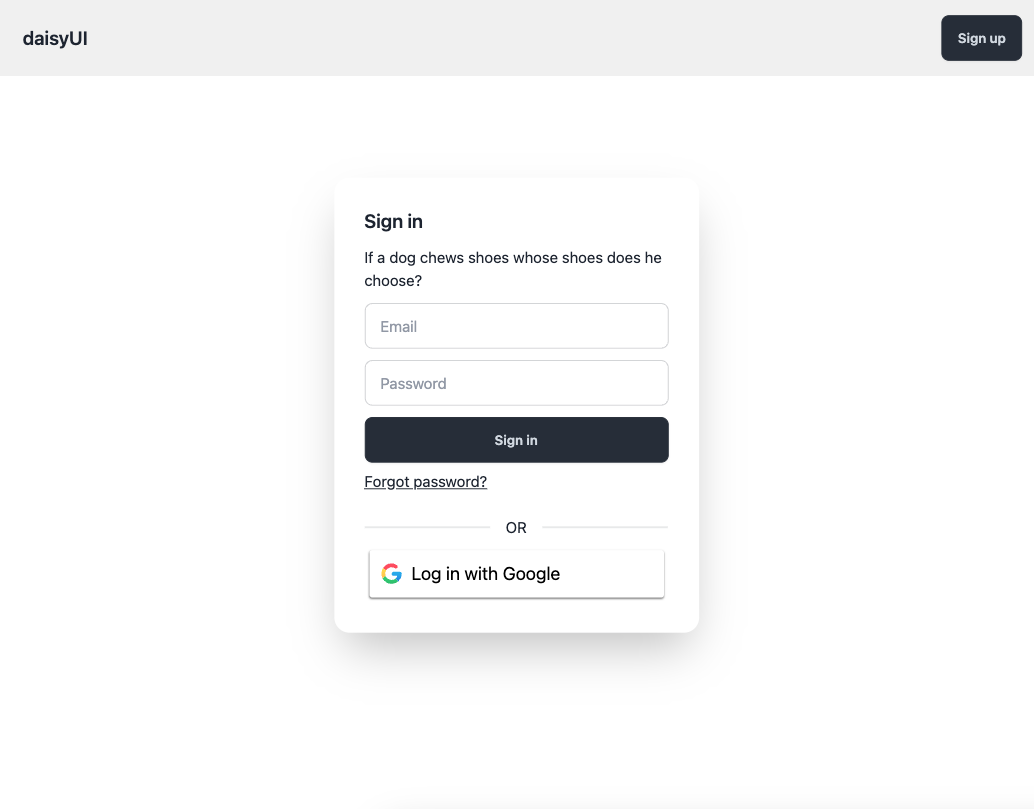 daisyUI
Sign up
Sign in
If a dog chews shoes whose shoes does he
choose?
Email
Password
Sign in
Forgot password?
OR
Log in with Google